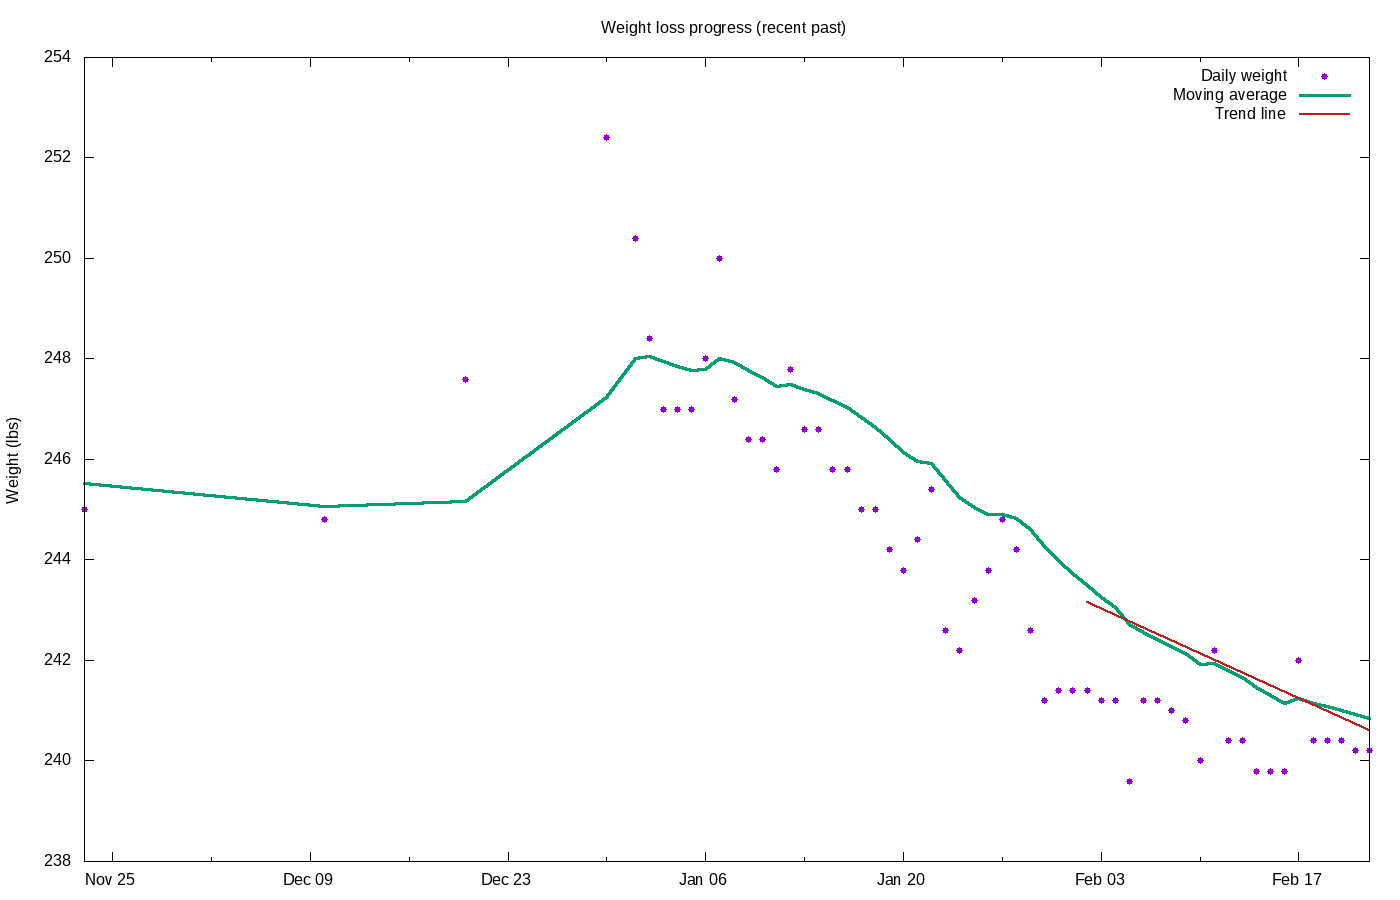 Weight loss progress (recent past)
Daily weight
Moving average
Trend line
254
252
250
248
246
244
242
240
238
Weight (lbs)
Nov 25 Dec 09 Dec 23 Jan 06 Jan 20 Feb 03 Feb 17